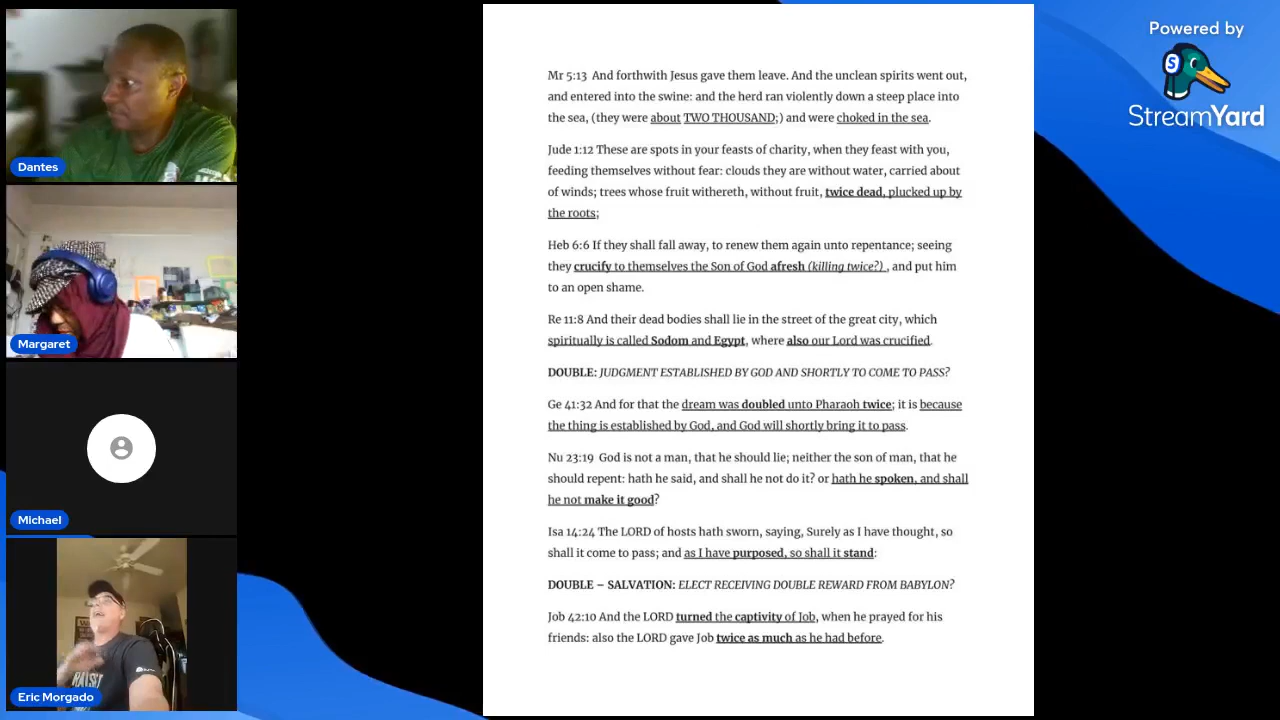 Dantes
Margaret
Michael
Eric Morgado
Mr 5:13  And forthwith Jesus gave them leave. And the unclean spirits went out,
and entered into the swine: and the herd ran violently down a steep place into
the sea, (they were about TWO THOUSAND;) and were choked in the sea.
Jude 1:12 These are spots in your feasts of charity, when they feast with you,
feeding themselves without fear: clouds they are without water, carried about
of winds; trees whose fruit withereth, without fruit, twice dead, plucked up by
the roots;
Heb 6:6 If they shall fall away, to renew them again unto repentance; seeing
they crucify to themselves the Son of God afresh (killing twice?) , and put him
to an open shame.
Re 11:8 And their dead bodies shall lie in the street of the great city, which
spiritually is called Sodom and Egypt, where also our Lord was crucified.
DOUBLE: JUDGMENT ESTABLISHED BY GOD AND SHORTLY TO COME TO PASS?
Ge 41:32 And for that the dream was doubled unto Pharaoh twice; it is because
the thing is established by God, and God will shortly bring it to pass.
Nu 23:19  God is not a man, that he should lie; neither the son of man, that he
should repent: hath he said, and shall he not do it? or hath he spoken, and shall
he not make it good?
Isa 14:24 The LORD of hosts hath sworn, saying, Surely as I have thought, so
shall it come to pass; and as I have purposed, so shall it stand:
DOUBLE – SALVATION: ELECT RECEIVING DOUBLE REWARD FROM BABYLON?
Job 42:10 And the LORD turned the captivity of Job, when he prayed for his
friends: also the LORD gave Job twice as much as he had before.
Powered by
S
StreamYard